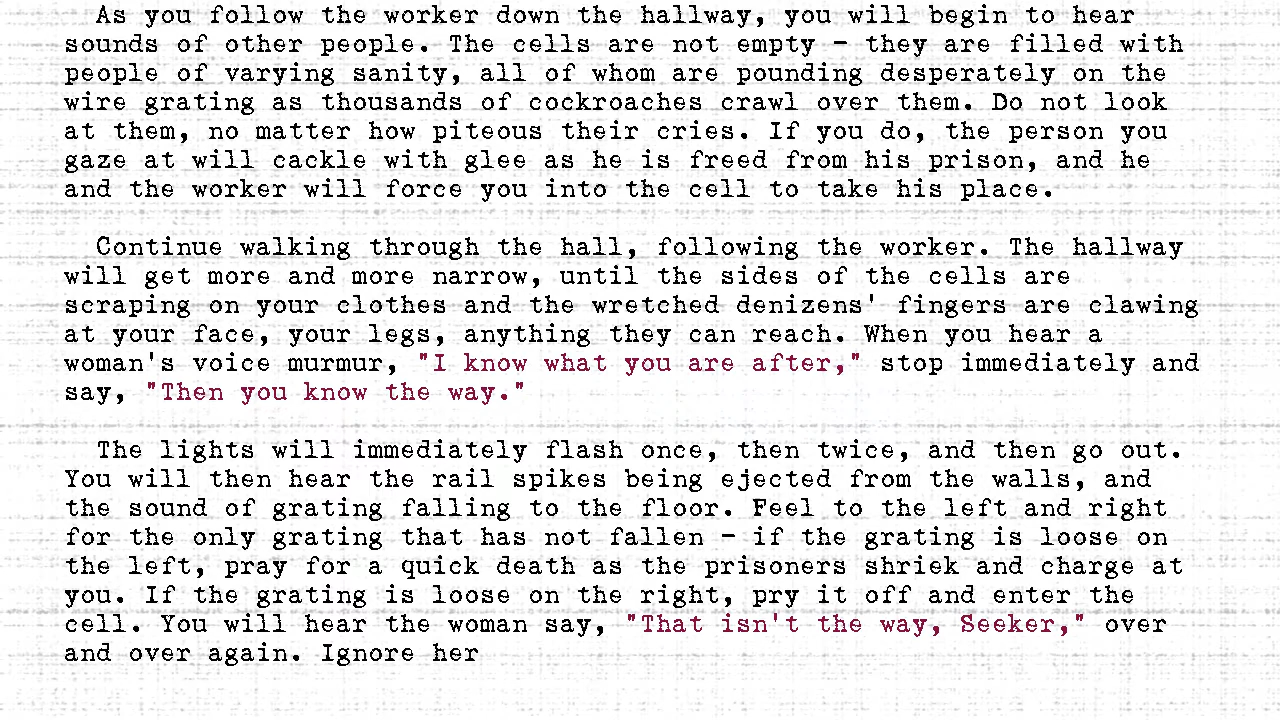 As you follow the worker down the hallway, you will begin to hear
sounds of other people. The cells are not empty - they are filled with
people of varying sanity, all of whom are pounding desperately on the
wire grating as thousands of cockroaches crawl over them. Do not look
at them, no matter how piteous their cries. If you do, the person you
gaze at will cackle with glee as he is freed from his prison, and he
and the worker will force you into the cell to take his place.
Continue walking through the hall, following the worker. The hallway
will get more and more narrow, until the sides of the cells are
scraping on your clothes and the wretched denizens' fingers are clawing
at your face, your legs, anything they can reach. When you hear a
woman's voice murmur, "I know what you are after," stop immediately and
say, "Then you know the way."
The lights will immediately flash once, then twice, and then go out.
You will then hear the rail spikes being ejected from the walls, and
the sound of grating falling to the floor. Feel to the left and right
for the only grating that has not fallen - if the grating is loose on
the left, pray for a quick death as the prisoners shriek and charge at
you. If the grating is loose on the right, pry it off and enter the
cell. You will hear the woman say, "That isn't the way, Seeker," over
and over again. Ignore her